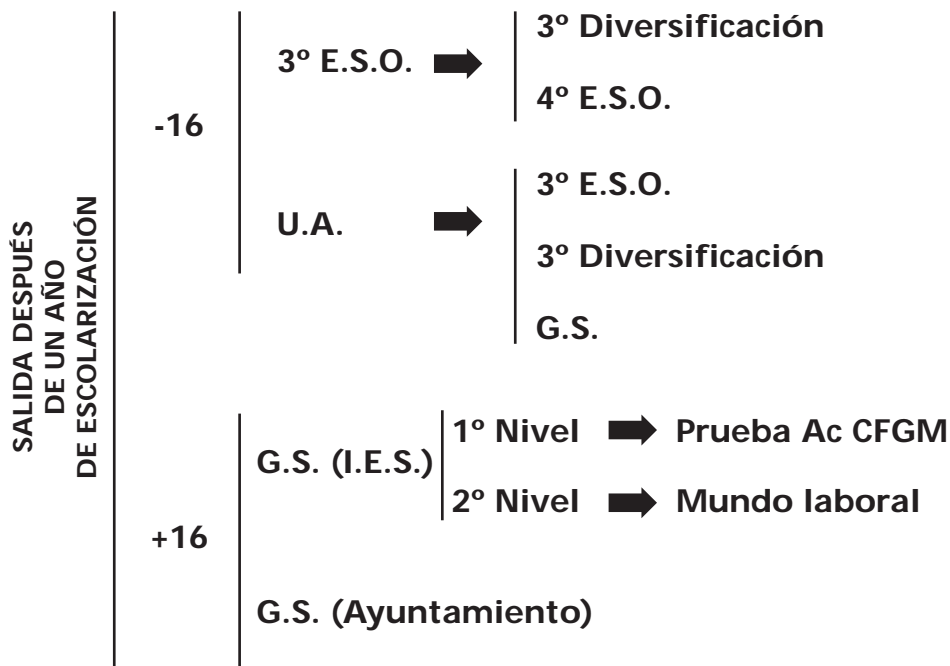 SALIDA DESPUÉS
DE UN AÑO
DE ESCOLARIZACIÓN
-16
3º E.S.O.
3º Diversificación
4º E.S.O.
U.A.
3º E.S.O.
3º Diversificación
G.S.
+16
G.S. (I.E.S.)
1º Nivel
Prueba Ac CFGM
2º Nivel
Mundo laboral
G.S. (Ayuntamiento)